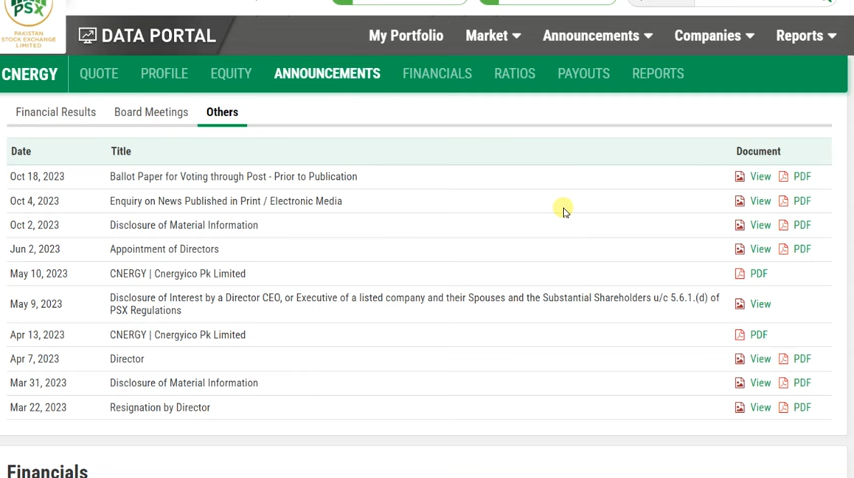 PSX
PAKISTAN
STOCK EXCHANGE
LIMITED
DATA PORTAL
My Portfolio Market Announcements Companies Reports
CNERGY QUOTE PROFILE EQUITY ANNOUNCEMENTS FINANCIALS RATIOS PAYOUTS REPORTS
Financial Results Board Meetings Others
Date Title Document
Oct 18, 2023 Ballot Paper for Voting through Post - Prior to Publication View PDF
Oct 4, 2023 Enquiry on News Published in Print / Electronic Media View PDF
Oct 2, 2023 Disclosure of Material Information View PDF
Jun 2, 2023 Appointment of Directors View PDF
May 10, 2023 CNERGY | Cnergyico Pk Limited PDF
May 9, 2023 Disclosure of Interest by a Director CEO, or Executive of a listed company and their Spouses and the Substantial Shareholders u/c 5.6.1.(d) of View
PSX Regulations
Apr 13, 2023 CNERGY | Cnergyico Pk Limited PDF
Apr 7, 2023 Director View PDF
Mar 31, 2023 Disclosure of Material Information View PDF
Mar 22, 2023 Resignation by Director View PDF
Financials